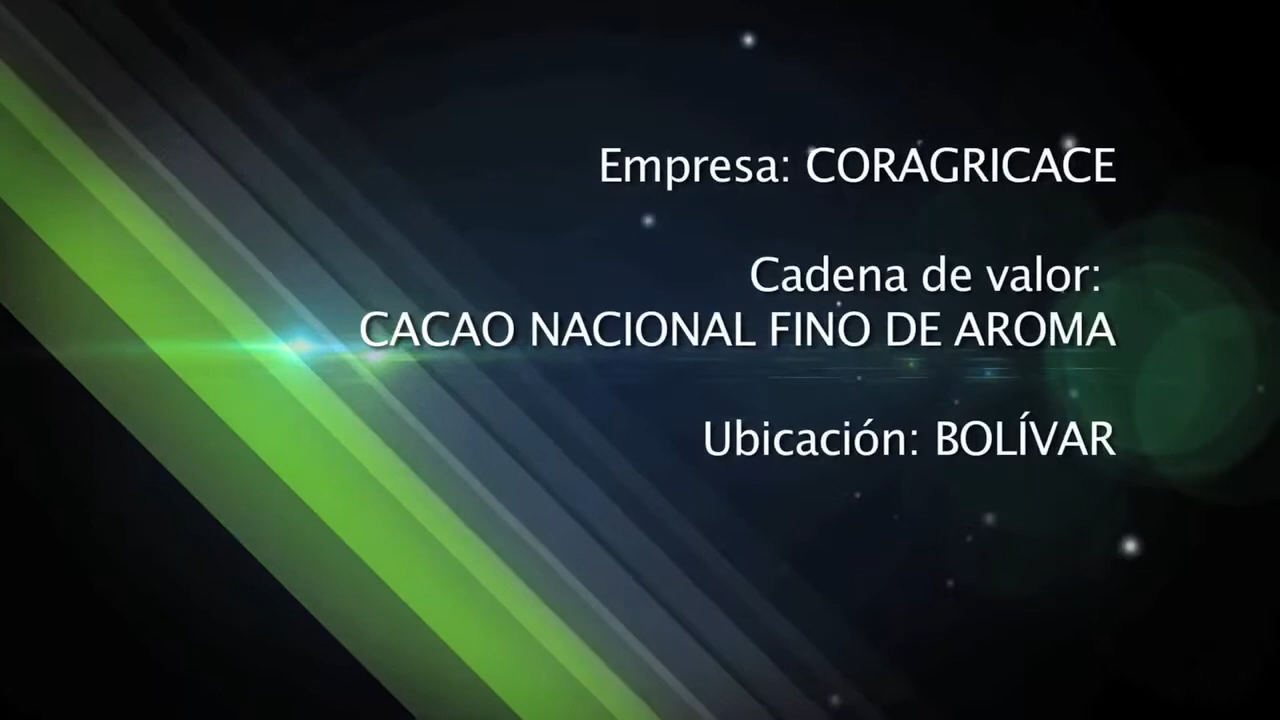 Empresa: CORAGRICACE
Cadena de valor:
CACAO NACIONAL FINO DE AROMA
Ubicación: BOLÍVAR